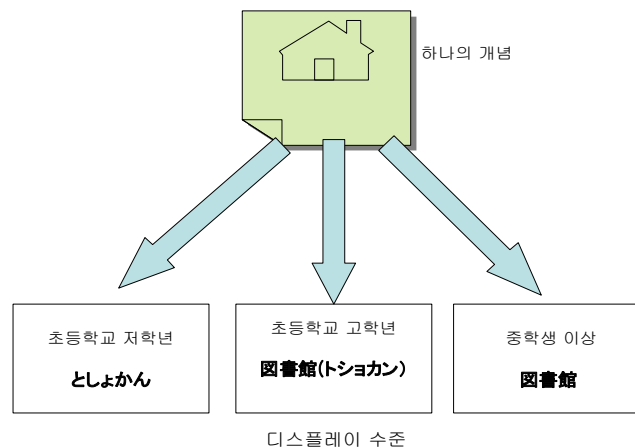 하나의 개념
초등학교 저학년
としょかん
초등학교 고학년
図書館(トショカン)
중학생 이상
図書館
디스플레이 수준